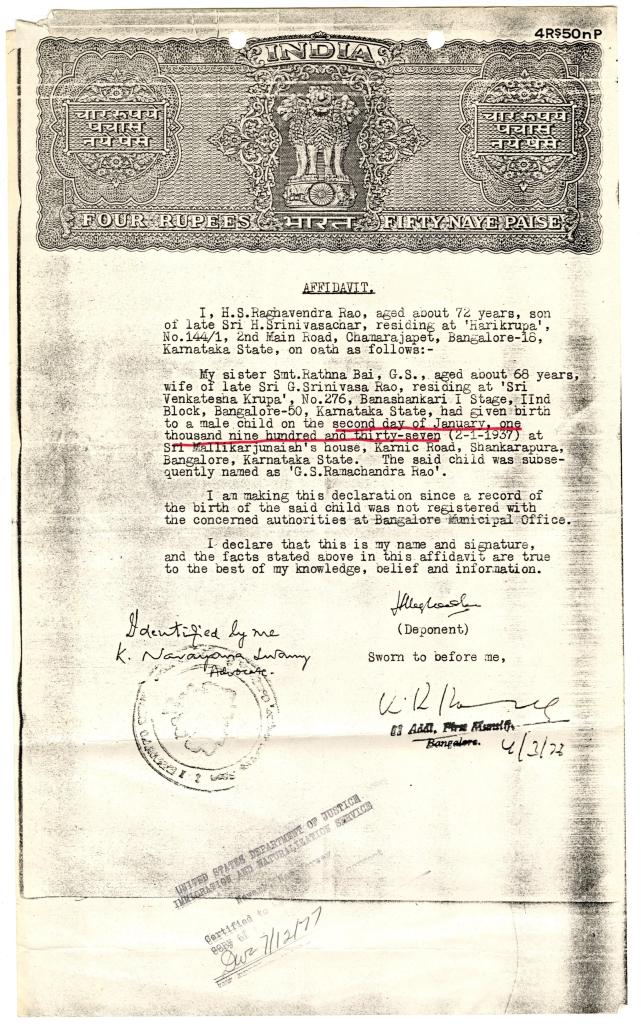 4R$50nP
INDIA
चार रूपये
पचास
नये पैसे
चार रूपये
पचास
नये पैसे
FOUR RUPEES भारत FIFTY NAYE PAISE
AFFIDAVIT.
I, H.S.Raghavendra Rao, aged about 72 years, son
of late Sri H.Srinivasachar, residing at 'Harikrupa',
No.144/1, 2nd Main Road, Chamarajapet, Bangalore-18,
Karnataka State, on oath as follows:-
My sister Smt.Rathna Bai, G.S., aged about 68 years,
wife of late Sri G.Srinivasa Rao, residing at 'Sri
Venkatesha Krupa', No.276, Banashankari I Stage, IInd
Block, Bangalore-50, Karnataka State, had given birth
to a male child on the second day of January, one
thousand nine hundred and thirty-seven (2-1-1937) at
Sri Mallikarjunaiah's house, Karnic Road, Shankarapura,
Bangalore, Karnataka State. The said child was subse-
quently named as 'G.S.Ramachandra Rao'.
I am making this declaration since a record of
the birth of the said child was not registered with
the concerned authorities at Bangalore Municipal Office.
I declare that this is my name and signature,
and the facts stated above in this affidavit are true
to the best of my knowledge, belief and information.
(Deponent)
Identified by me
K. Narayana Swamy
Advocate.
Sworn to before me,
Addl. First Munsiff,
Bangalore.
UNITED STATES DEPARTMENT OF JUSTICE
IMMIGRATION AND NATURALIZATION SERVICE
Certified to
Copy of
7/12/77